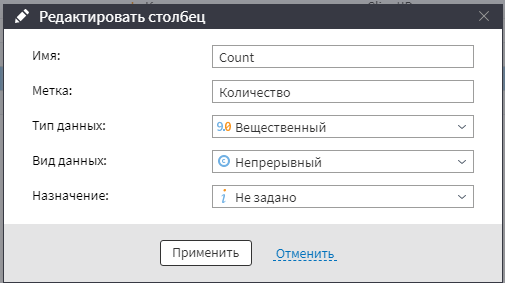 Редактировать столбец
Имя: Count
Метка: Количество
Тип данных: 9.0 Вещественный
Вид данных: Непрерывный
Назначение: Не задано
Применить Отменить